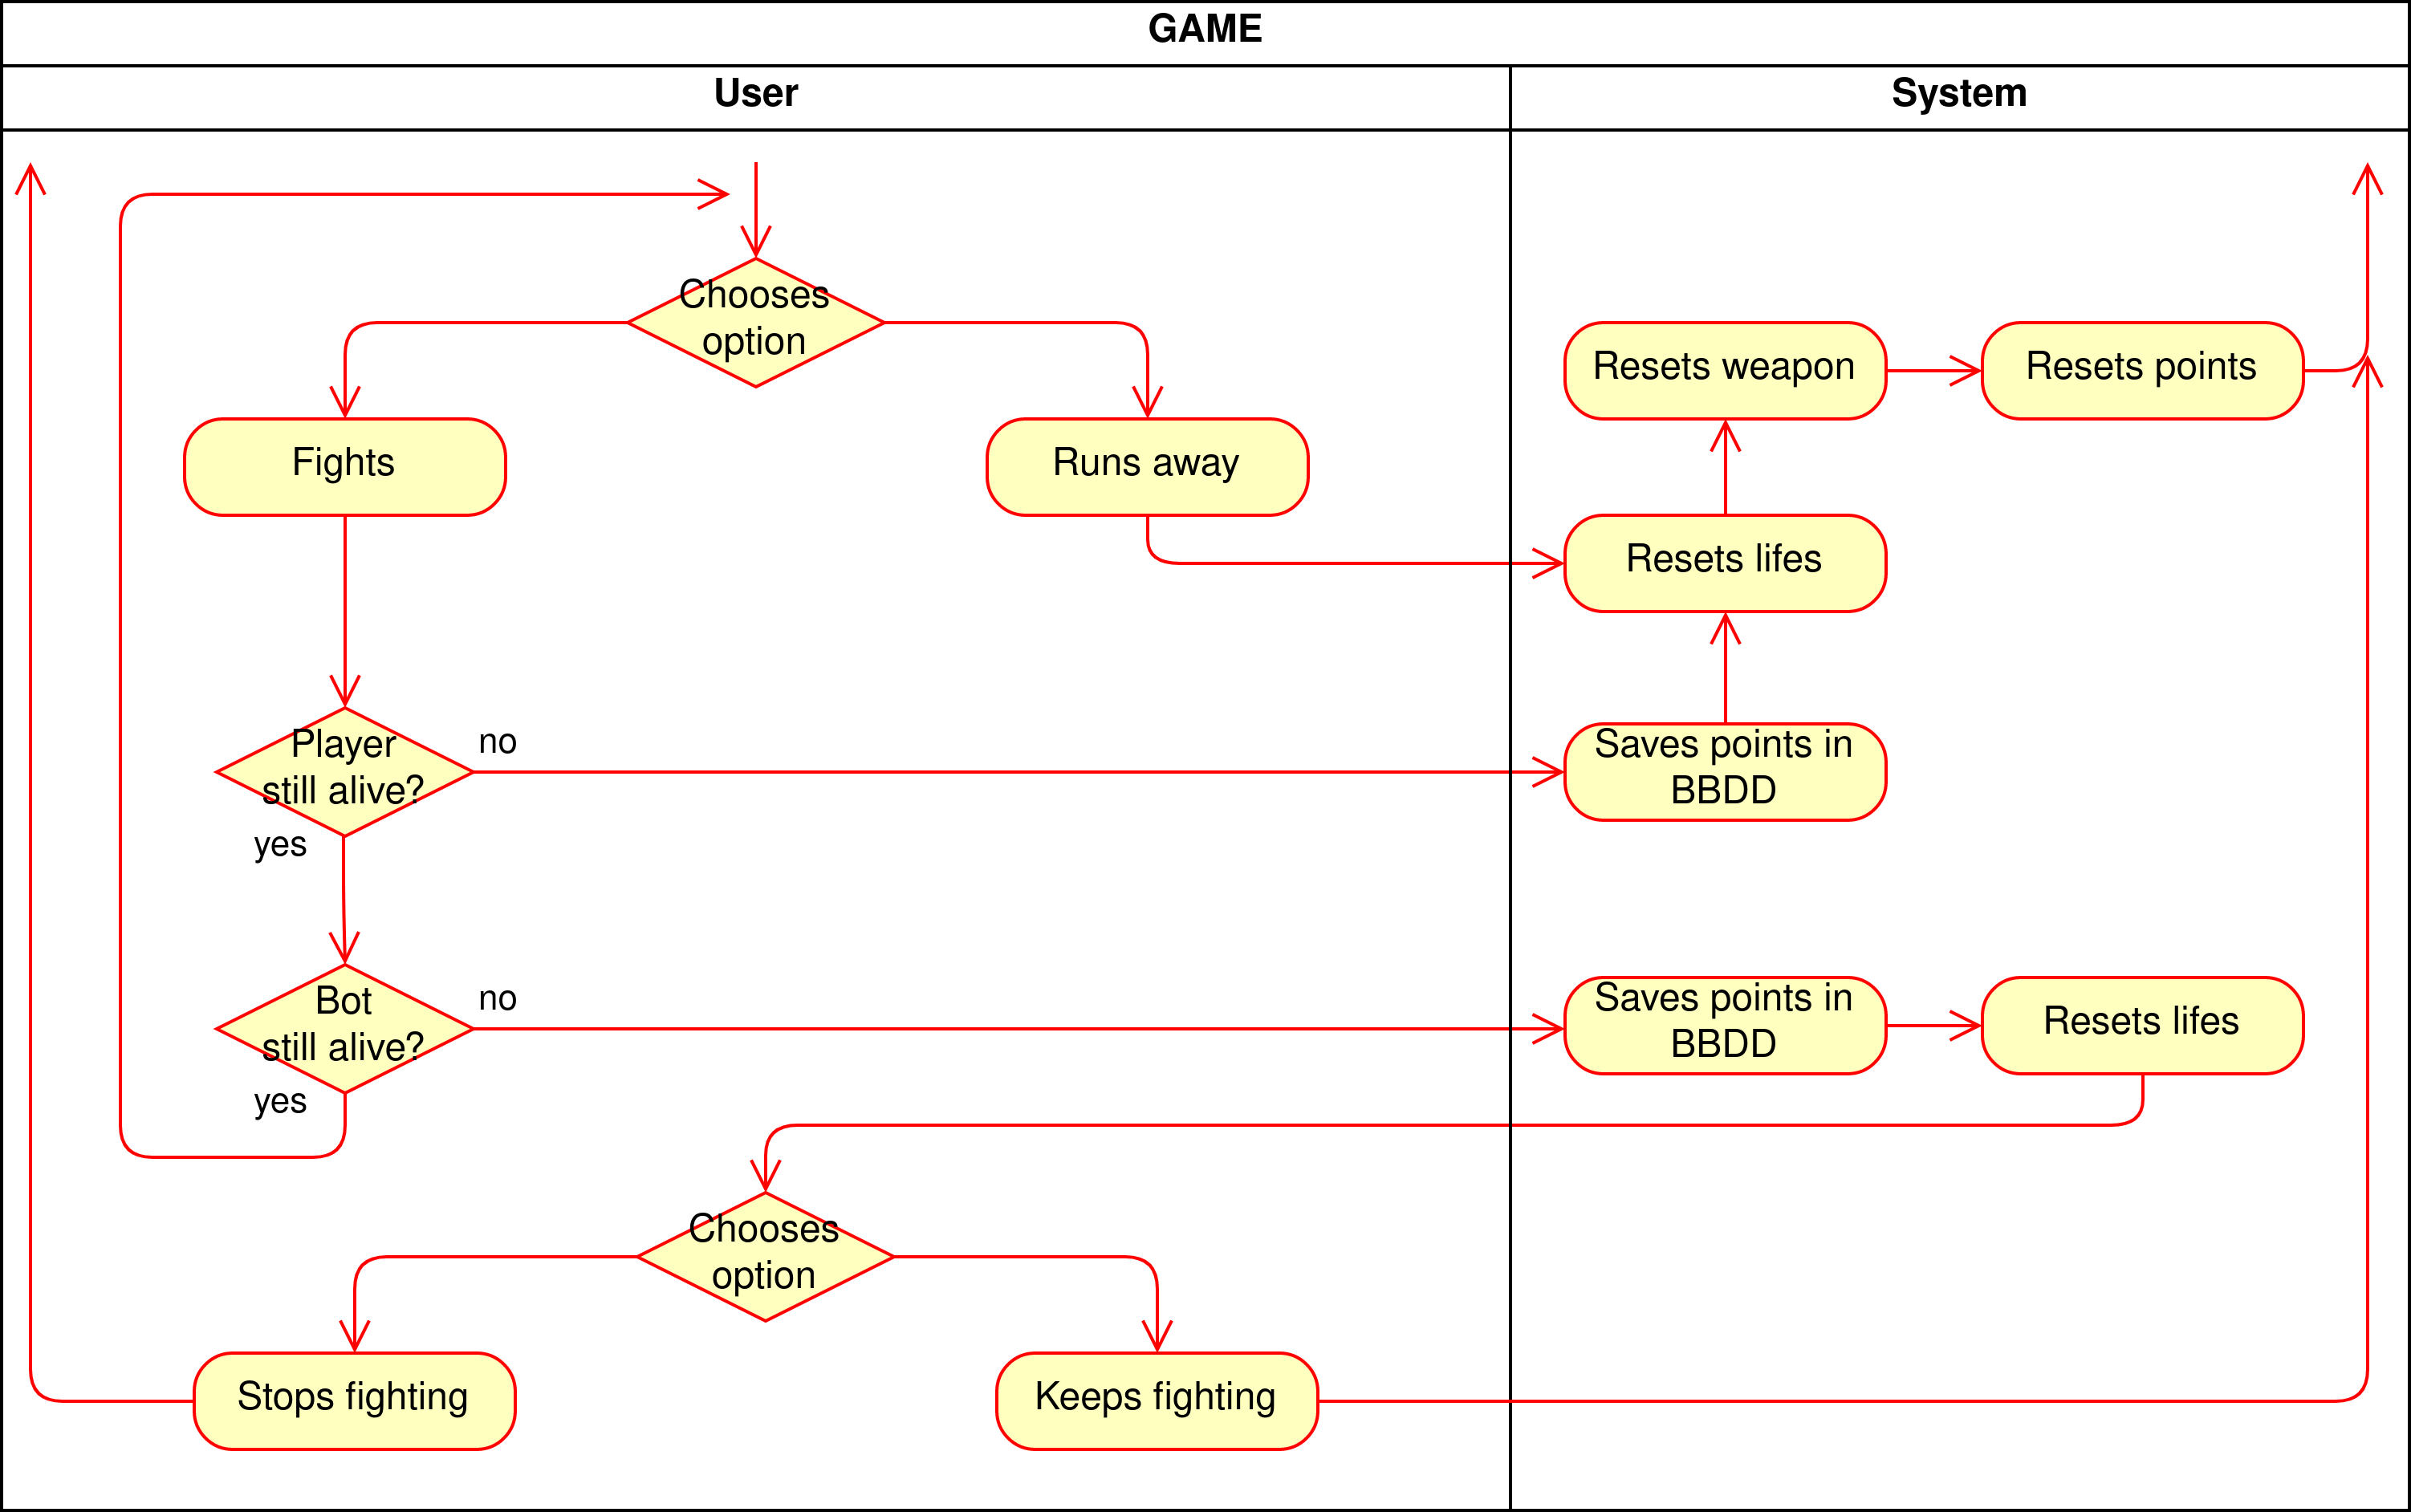 GAME
User
System
Chooses
option
Resets weapon
Resets points
Fights
Runs away
Resets lifes
Player
still alive?
no
yes
Saves points in
BBDD
Bot
still alive?
no
yes
Saves points in
BBDD
Resets lifes
Chooses
option
Stops fighting
Keeps fighting